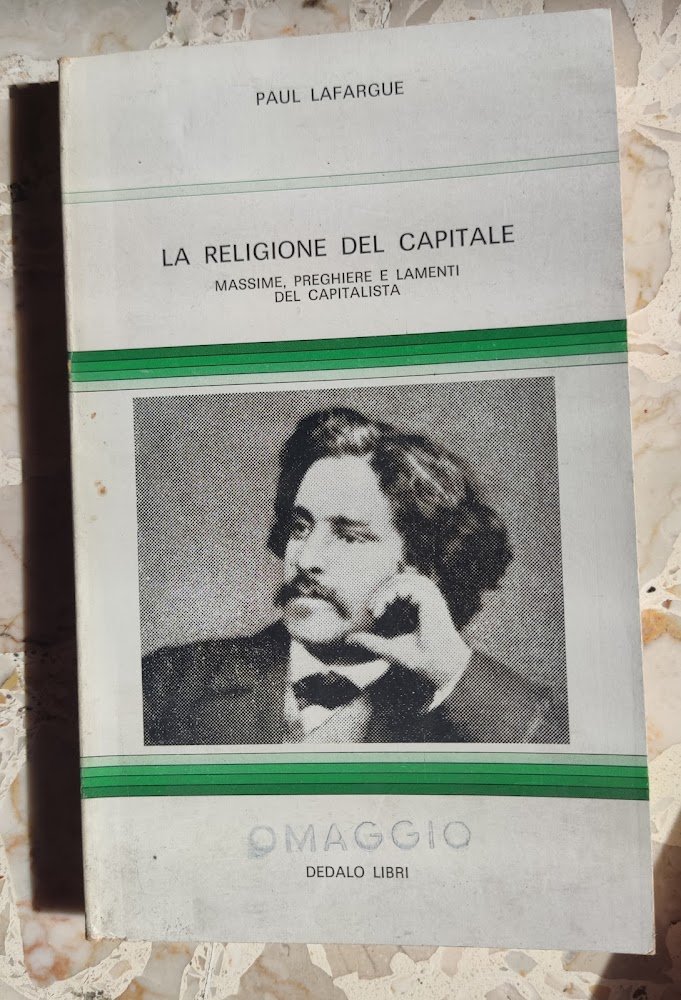 PAUL LAFARGUE
LA RELIGIONE DEL CAPITALE
MASSIME, PREGHIERE E LAMENTI
DEL CAPITALISTA
OMAGGIO
DEDALO LIBRI